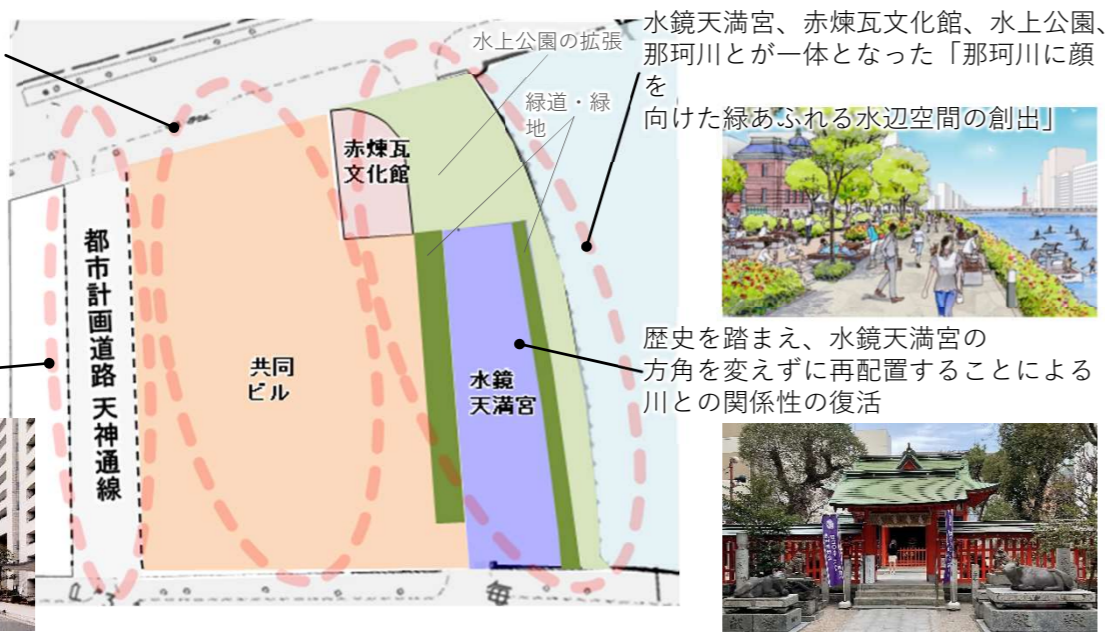 水鏡天満宮、赤煉瓦文化館、水上公園、
那珂川とが一体となった「那珂川に顔
を
向けた緑あふれる水辺空間の創出」
水上公園の拡張
緑道・緑
地
赤煉瓦
文化館
都市計画道路 天神通線
共同
ビル
水鏡
天満宮
歴史を踏まえ、水鏡天満宮の
方角を変えずに再配置することによる
川との関係性の復活